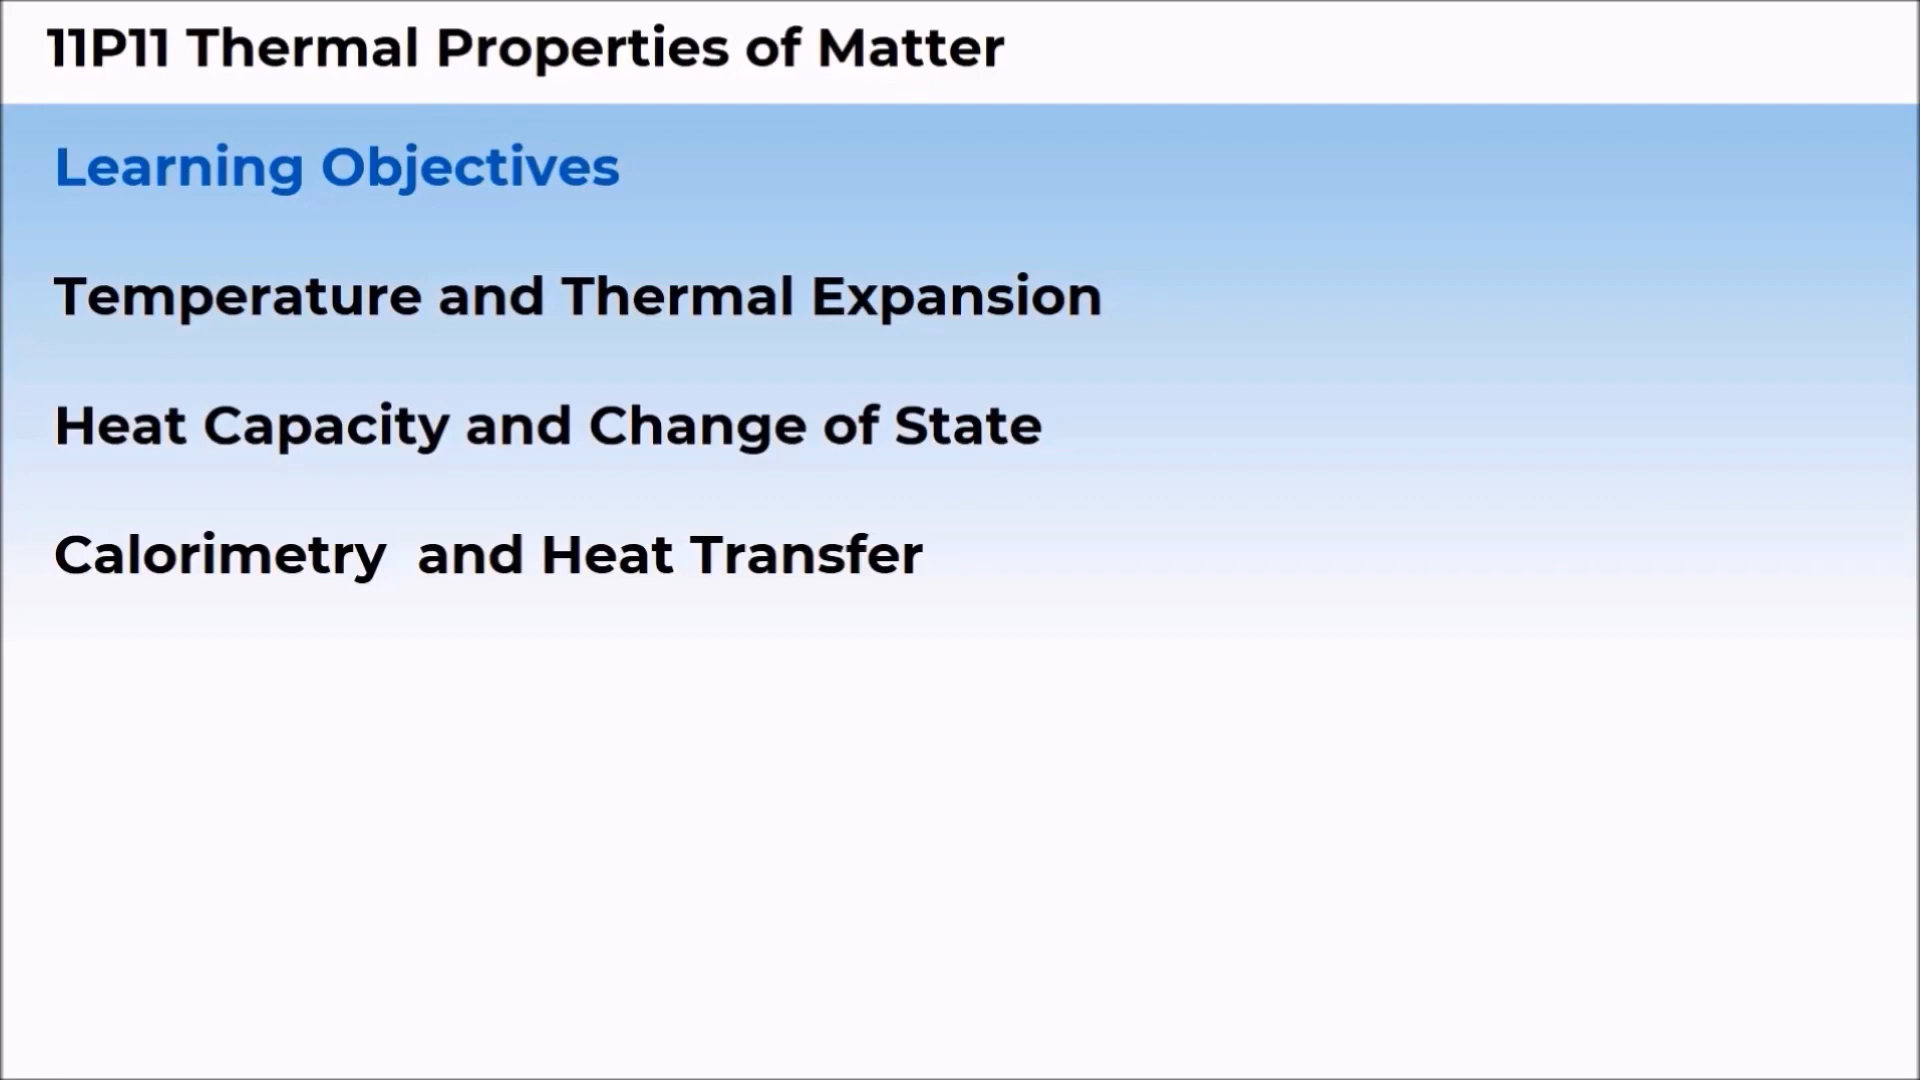 11P11 Thermal Properties of Matter
Learning Objectives
Temperature and Thermal Expansion
Heat Capacity and Change of State
Calorimetry  and Heat Transfer